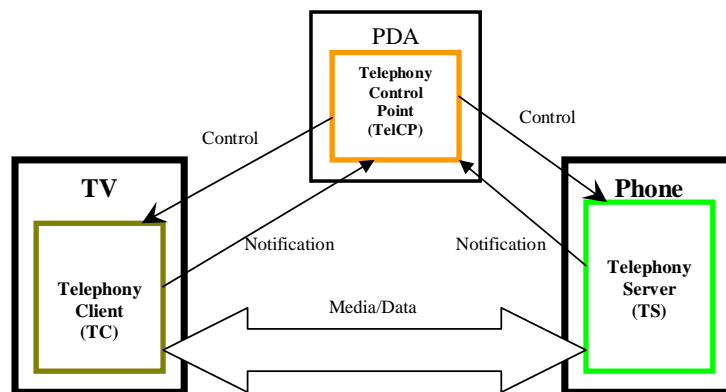 PDA
Telephony
Control
Point
(TelCP)
Control
Control
TV
Phone
Notification
Notification
Telephony
Client
(TC)
Media/Data
Telephony
Server
(TS)